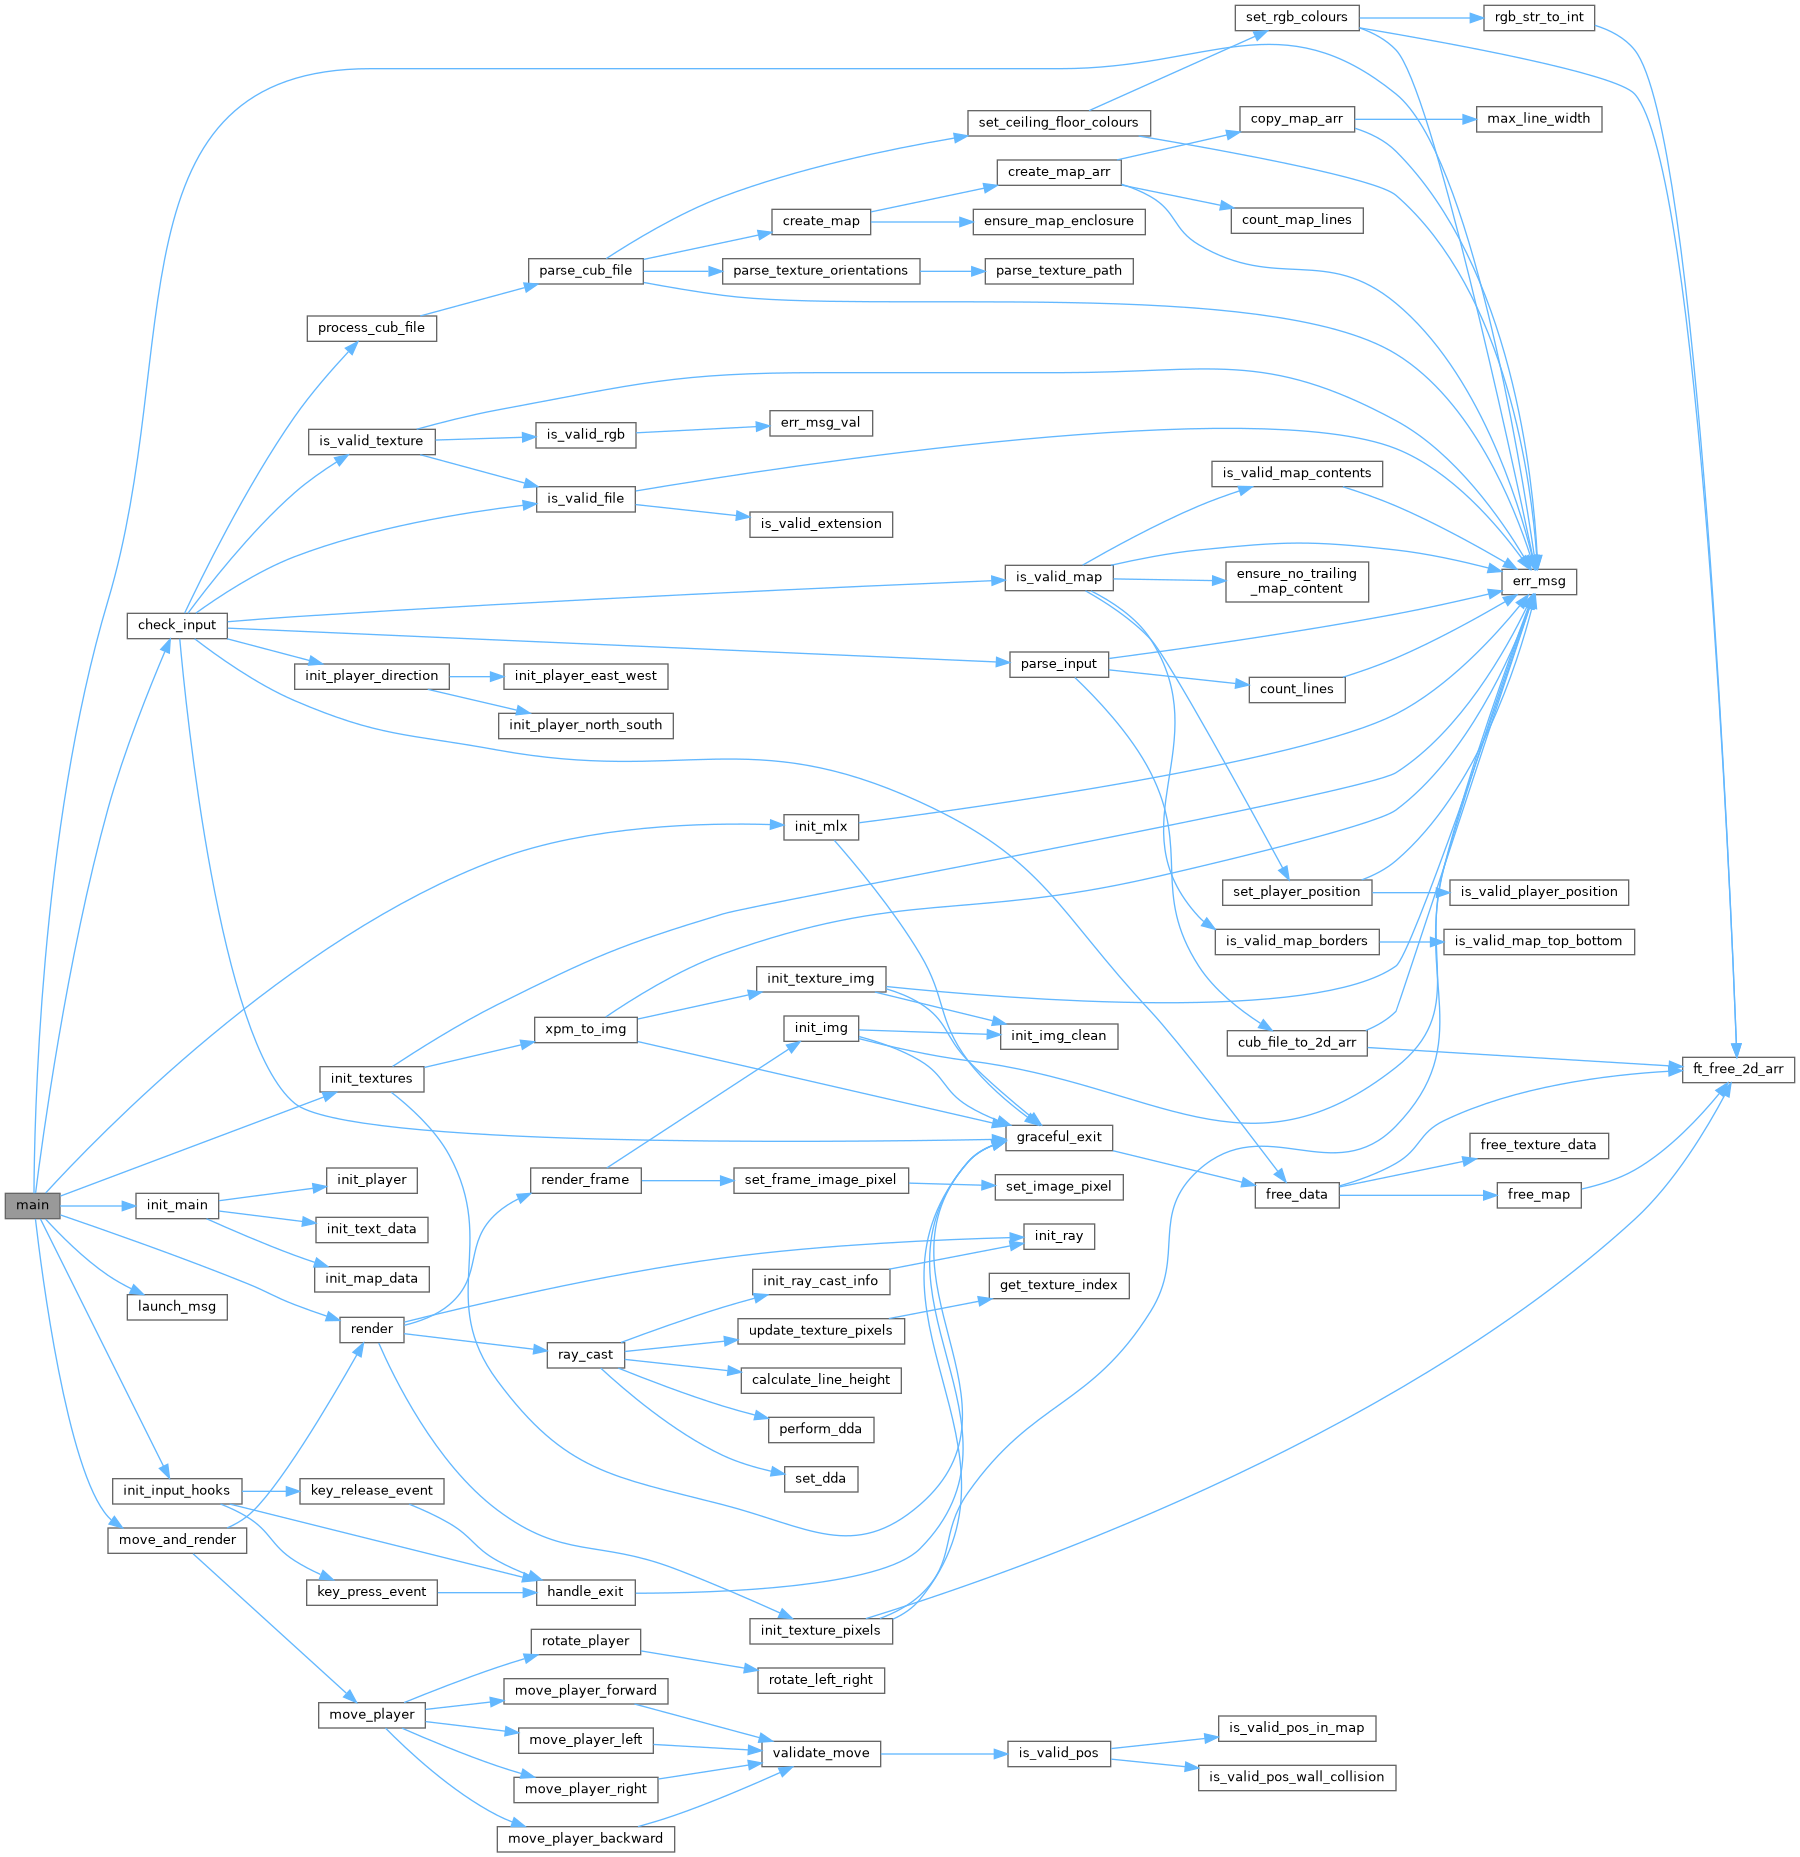 set_rgb_colours
rgb_str_to_int
set_ceiling_floor_colours
copy_map_arr
max_line_width
create_map_arr
create_map
ensure_map_enclosure
count_map_lines
parse_cub_file
parse_texture_orientations
parse_texture_path
process_cub_file
is_valid_texture
is_valid_rgb
err_msg_val
is_valid_file
is_valid_extension
is_valid_map_contents
is_valid_map
ensure_no_trailing
_map_content
err_msg
check_input
init_player_direction
init_player_east_west
init_player_north_south
parse_input
count_lines
init_mlx
set_player_position
is_valid_player_position
is_valid_map_borders
is_valid_map_top_bottom
init_texture_img
xpm_to_img
init_img
init_img_clean
cub_file_to_2d_arr
ft_free_2d_arr
init_textures
graceful_exit
free_texture_data
render_frame
set_frame_image_pixel
set_image_pixel
free_data
free_map
main
init_main
init_player
init_text_data
init_map_data
init_ray
launch_msg
init_ray_cast_info
get_texture_index
render
ray_cast
update_texture_pixels
calculate_line_height
perform_dda
set_dda
init_input_hooks
key_release_event
move_and_render
key_press_event
handle_exit
init_texture_pixels
rotate_player
rotate_left_right
move_player
move_player_forward
move_player_left
move_player_right
move_player_backward
validate_move
is_valid_pos
is_valid_pos_in_map
is_valid_pos_wall_collision